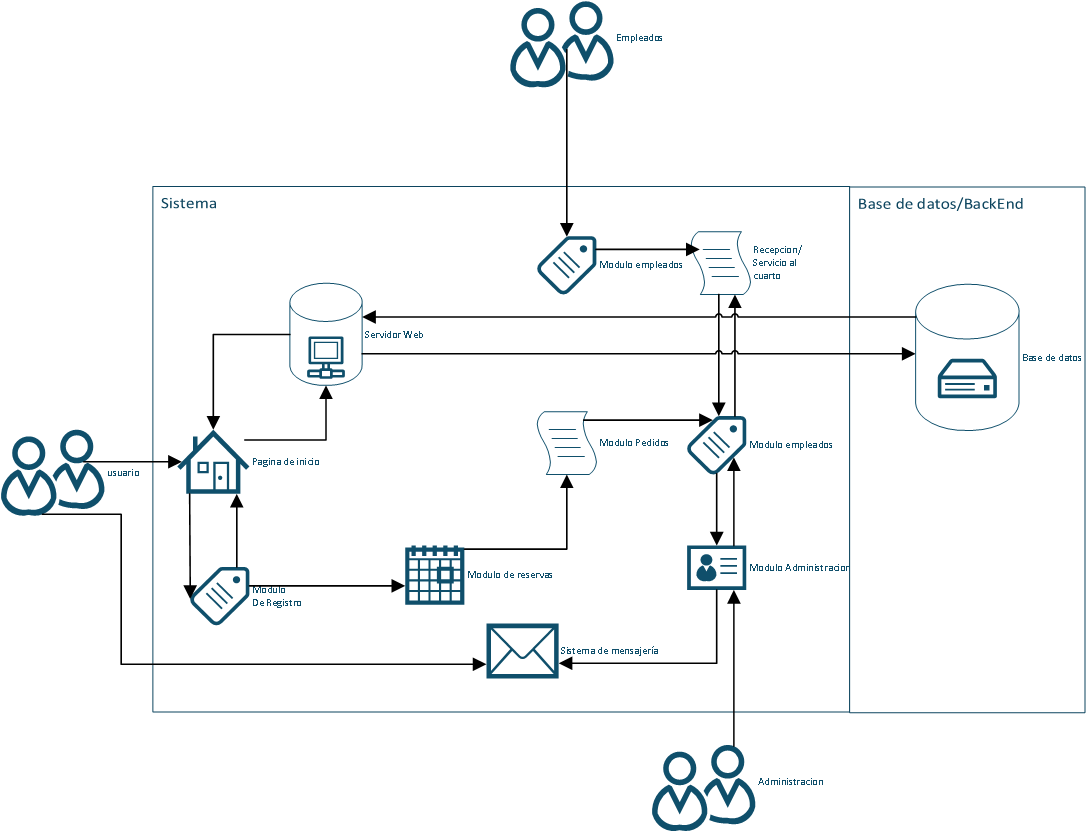 Empleados
Sistema
Base de datos/BackEnd
Recepcion/
Servicio al
cuarto
Modulo empleados
Servidor Web
Base de datos
Modulo Pedidos
Modulo empleados
usuario
Pagina de inicio
Modulo de reservas
Modulo Administracion
Modulo
De Registro
Sistema de mensajería
Administracion